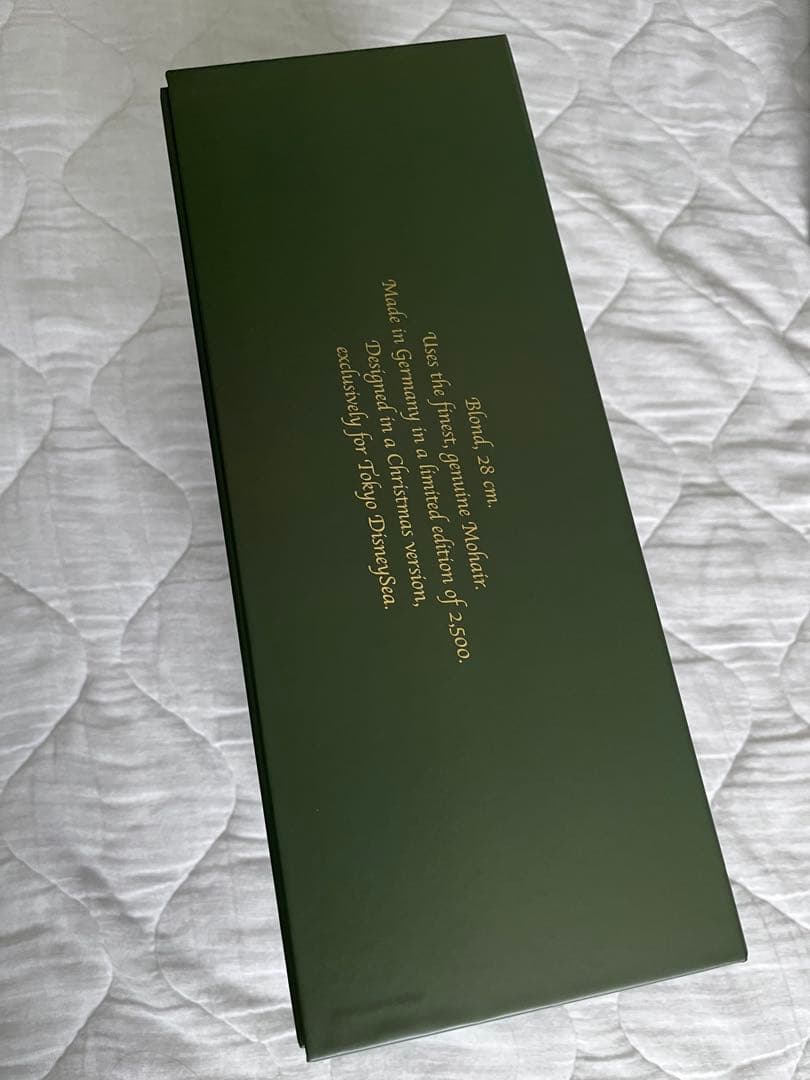 Blond, 28 cm.
Uses the finest, genuine Mohair.
Made in Germany in a limited edition of 2,500.
Designed in a Christmas version,
exclusively for Tokyo DisneySea.